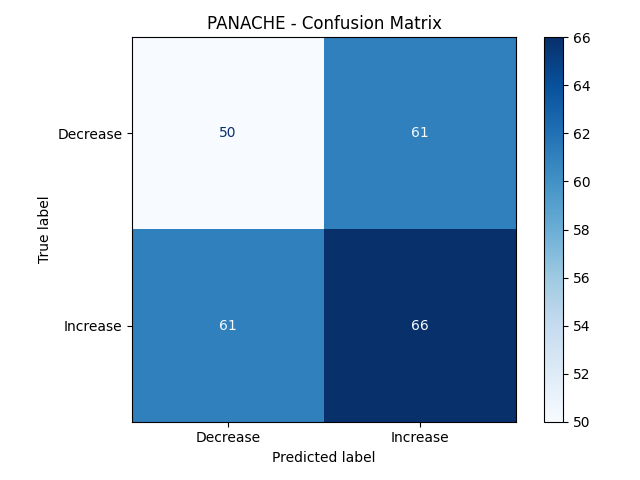 PANACHE - Confusion Matrix
True label
Decrease
50
61
Increase
61
66
Decrease
Increase
Predicted label
66
64
62
60
58
56
54
52
50